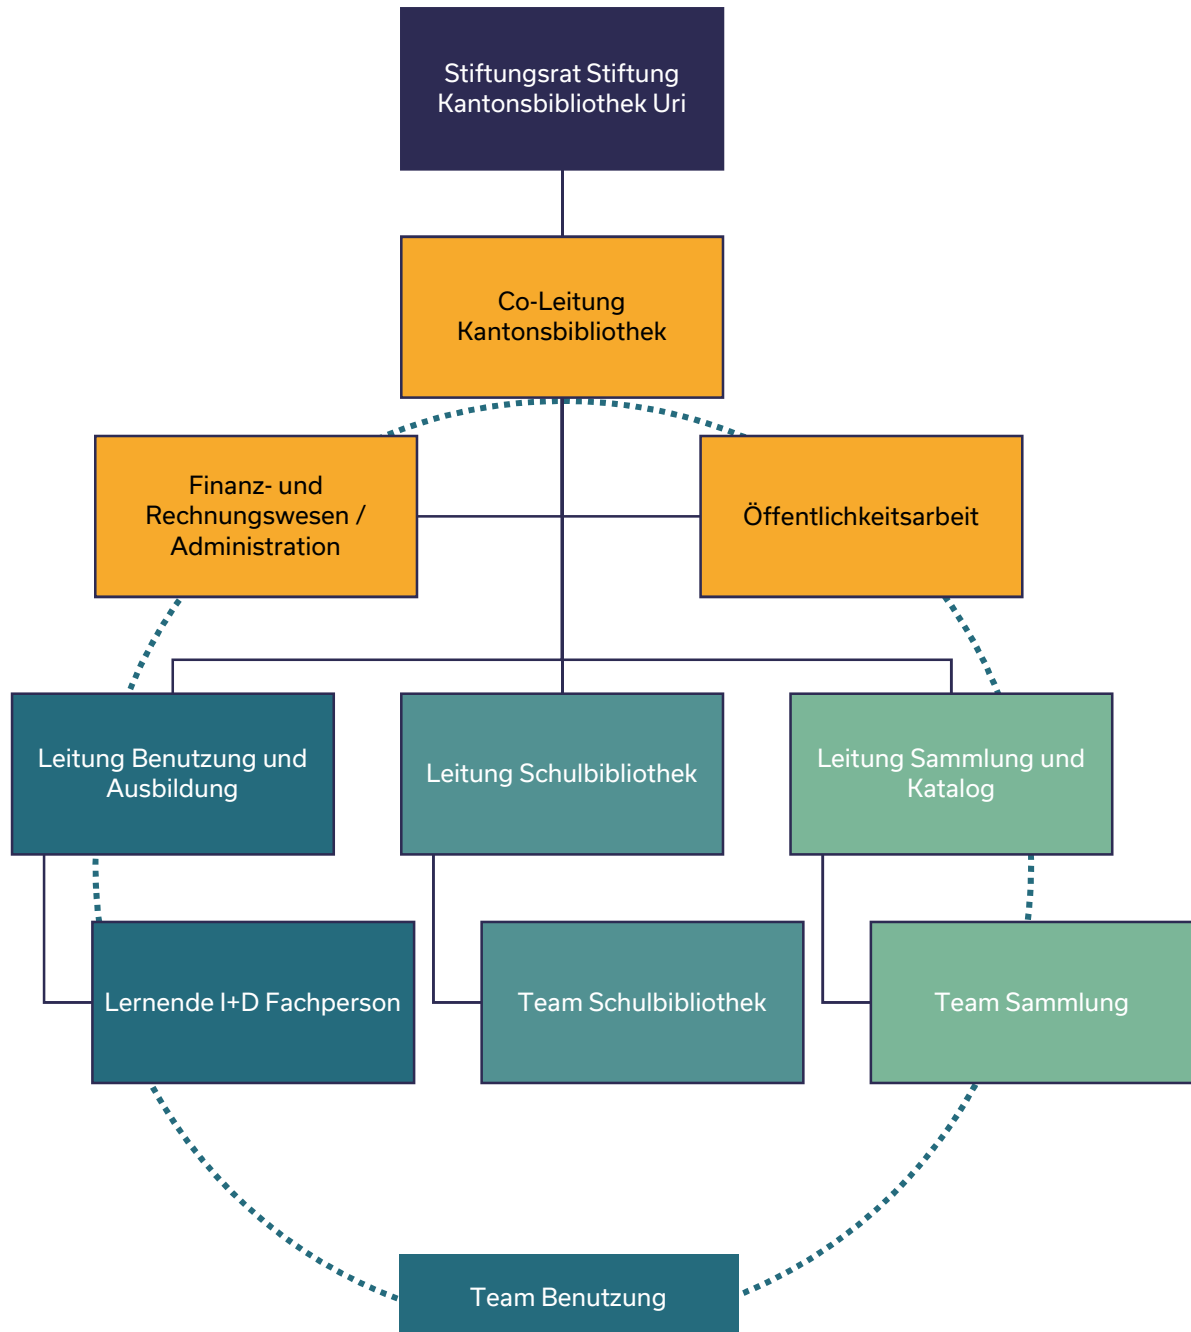 Stiftungsrat Stiftung
Kantonsbibliothek Uri
Co-Leitung
Kantonsbibliothek
Finanz- und
Rechnungswesen /
Administration
Öffentlichkeitsarbeit
Leitung Benutzung und
Ausbildung
Leitung Schulbibliothek
Leitung Sammlung und
Katalog
Lernende I+D Fachperson
Team Schulbibliothek
Team Sammlung
Team Benutzung